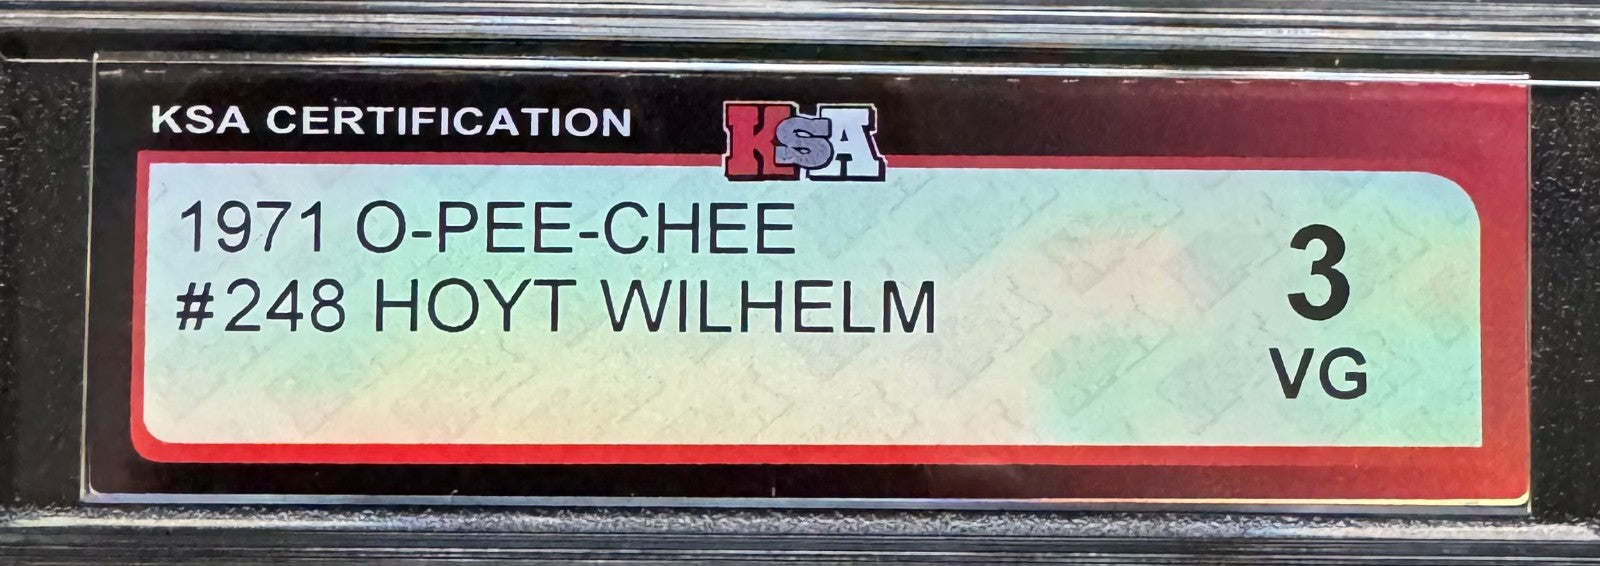 KSA CERTIFICATION
KSA
1971 O-PEE-CHEE
#248 HOYT WILHELM
3
VG